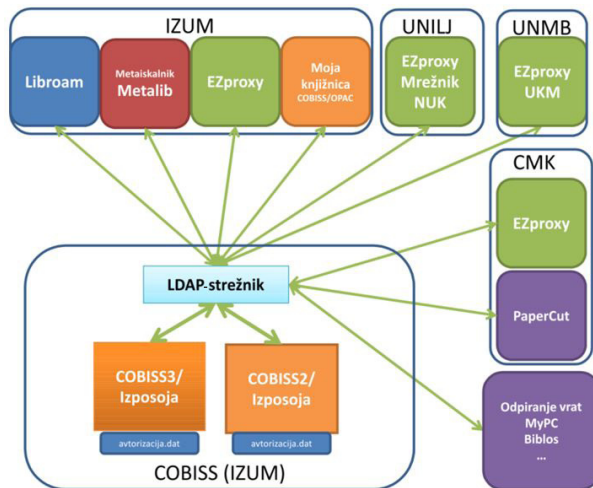 IZUM
Libroam
Metaiskalnik
Metalib
EZproxy
Moja
knjižnica
COBISS/OPAC
UNILJ
EZproxy
Mrežnik
NUK
UNMB
EZproxy
UKM
CMK
EZproxy
PaperCut
LDAP-strežnik
COBISS3/
Izposoja
avtorizacija.dat
COBISS2/
Izposoja
avtorizacija.dat
COBISS (IZUM)
Odpiranje vrat
MyPC
Biblos
...